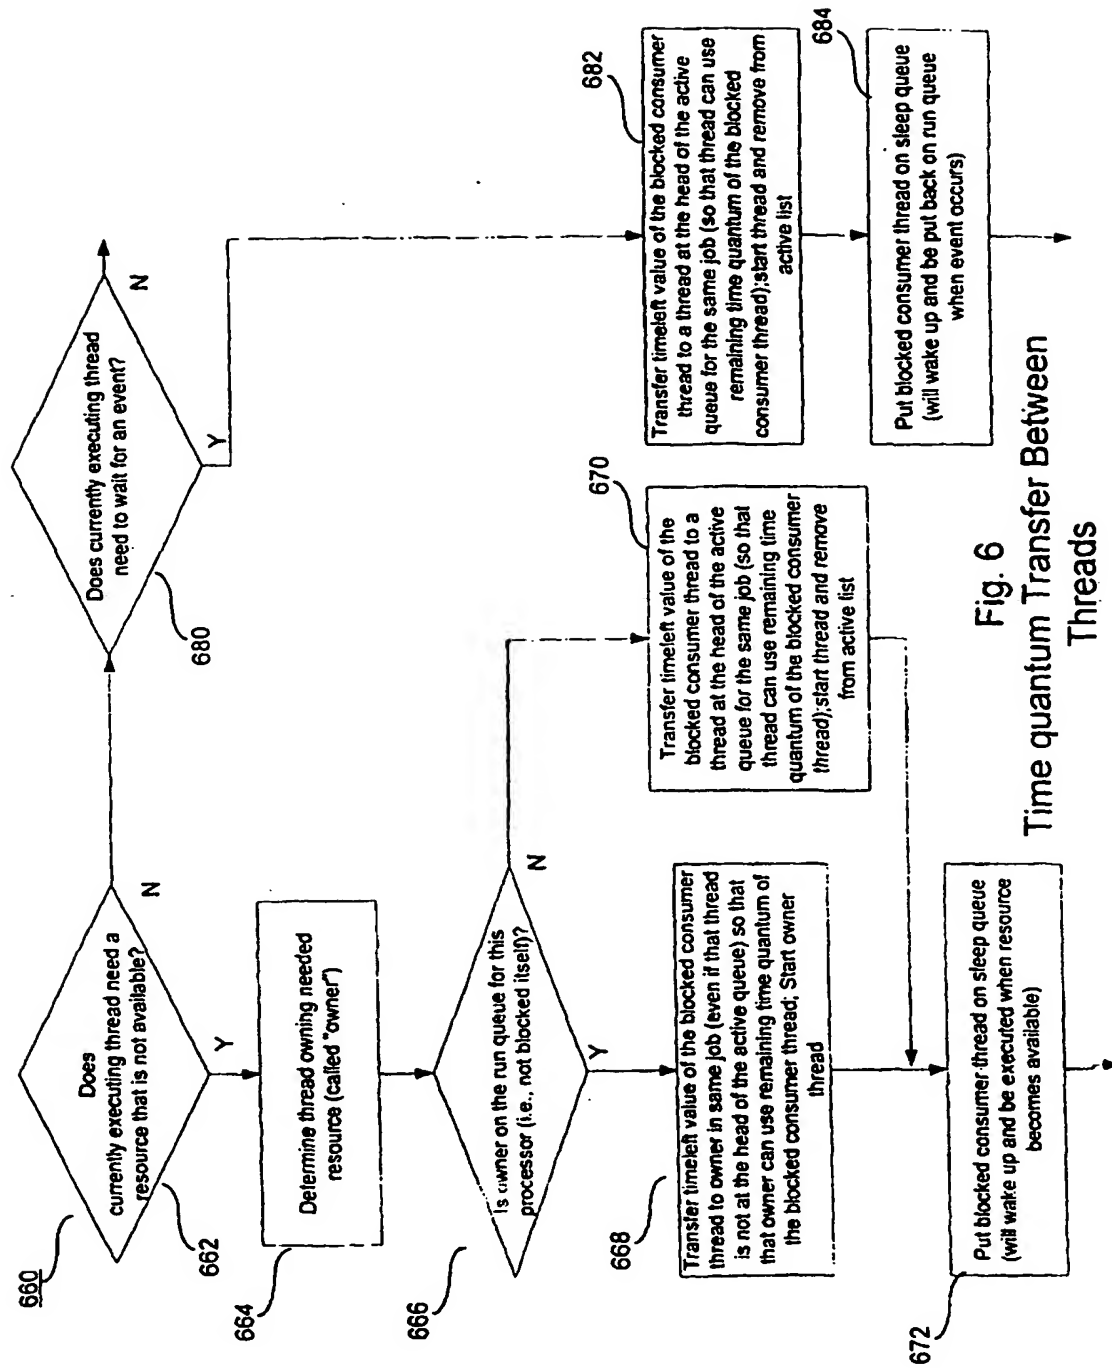 660
Does
currently executing thread need a
resource that is not available?
662
N
Y
Does currently executing thread
need to wait for an event?
680
N
Y
Determine thread owning needed
resource (called "owner")
664
Is owner on the run queue for this
processor (i.e., not blocked itself)?
666
N
Y
Transfer timeleft value of the blocked consumer
thread to owner in same job (even if that thread
is not at the head of the active queue) so that
that owner can use remaining time quantum of
the blocked consumer thread; Start owner
thread
668
Transfer timeleft value of the
blocked consumer thread to a
thread at the head of the active
queue for the same job (so that
thread can use remaining time
quantum of the blocked consumer
thread);start thread and remove
from active list
670
Put blocked consumer thread on sleep queue
(will wake up and be executed when resource
becomes available)
672
Transfer timeleft value of the blocked consumer
thread to a thread at the head of the active
queue for the same job (so that thread can use
remaining time quantum of the blocked
consumer thread);start thread and remove from
active list
682
Put blocked consumer thread on sleep queue
(will wake up and be put back on run queue
when event occurs)
684
Fig. 6
Time quantum Transfer Between
Threads